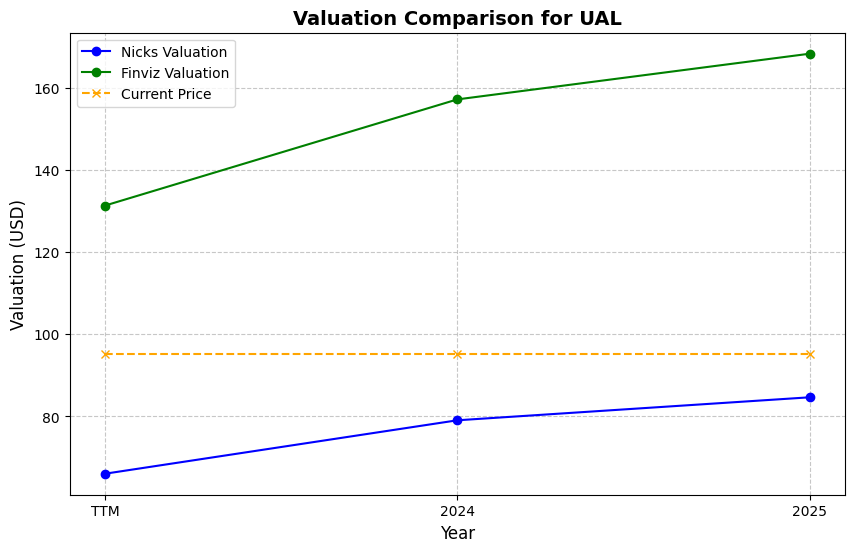 Valuation Comparison for UAL
Nicks Valuation
Finviz Valuation
Current Price
Valuation (USD)
160
140
120
100
80
TTM
2024
2025
Year